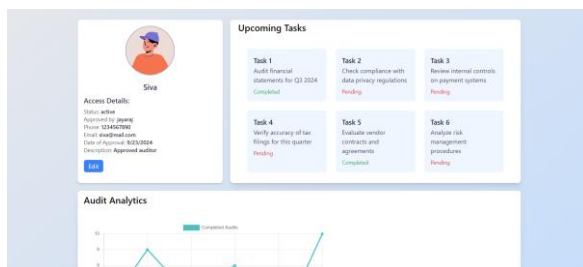 Siva
Access Details:
Status: active
Approved by: jayaraj
Phone: 1234567890
Email: siva@mail.com
Date of Approval: 9/23/2024
Description: Approved auditor
Edit
Upcoming Tasks
Task 1
Audit financial
statements for Q3 2024
Completed
Task 2
Check compliance with
data privacy regulations
Pending
Task 3
Review internal controls
on payment systems
Pending
Task 4
Verify accuracy of tax
filings for this quarter
Pending
Task 5
Evaluate vendor
contracts and
agreements
Completed
Task 6
Analyze risk
management
procedures
Pending
Audit Analytics
Completed Audits
10
9
8